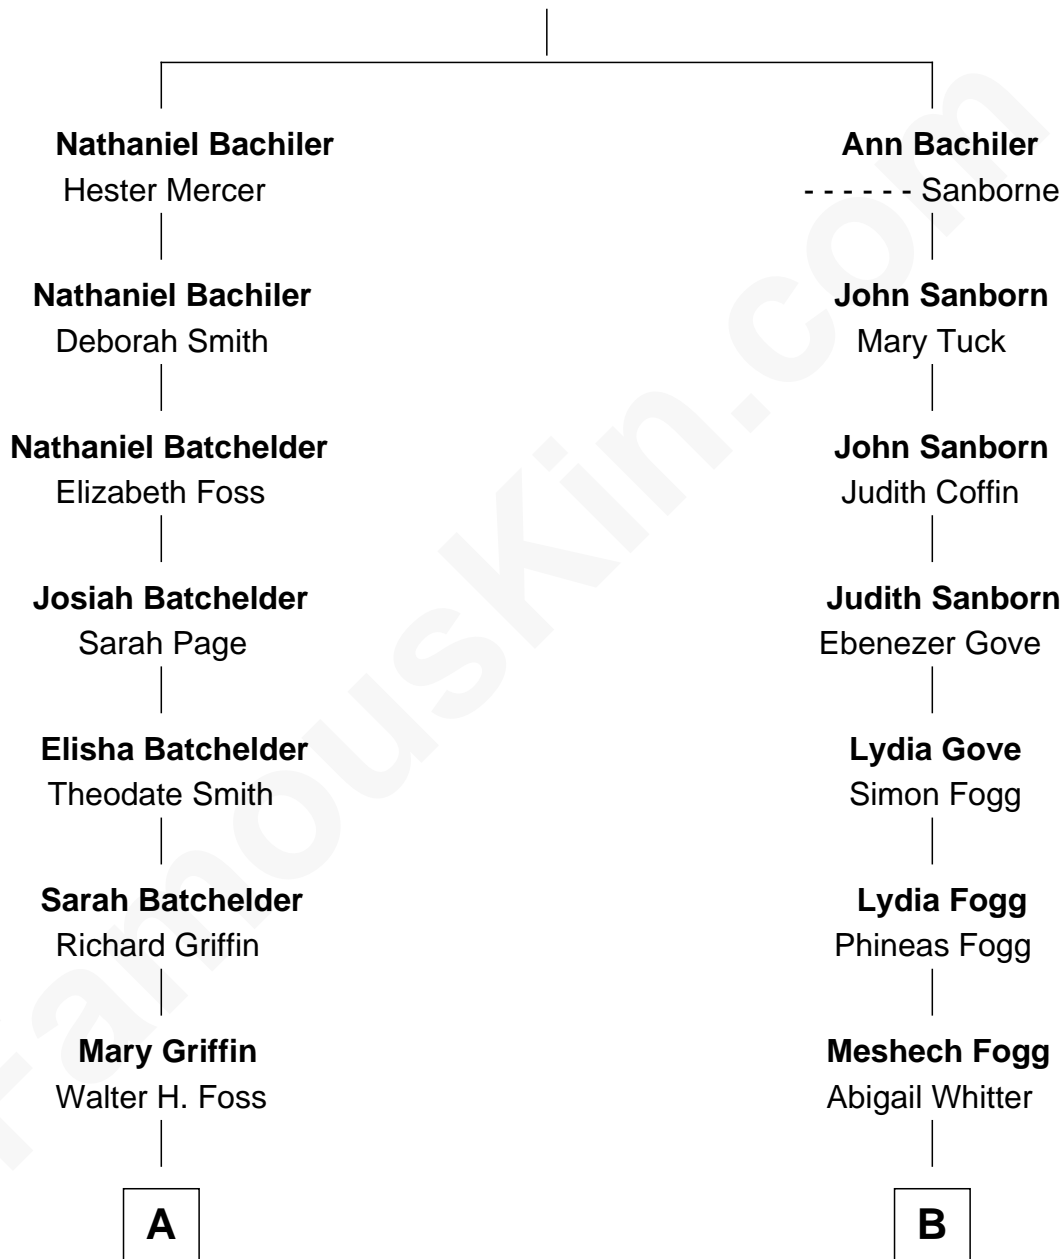 Nathaniel Bachiler
Hester Mercer
Nathaniel Bachiler
Deborah Smith
Nathaniel Batchelder
Elizabeth Foss
Josiah Batchelder
Sarah Page
Elisha Batchelder
Theodate Smith
Sarah Batchelder
Richard Griffin
Mary Griffin
Walter H. Foss
A
Ann Bachiler
- - - - - - Sanborne
John Sanborn
Mary Tuck
John Sanborn
Judith Coffin
Judith Sanborn
Ebenezer Gove
Lydia Gove
Simon Fogg
Lydia Fogg
Phineas Fogg
Meshech Fogg
Abigail Whitter
B
FamousKin.com